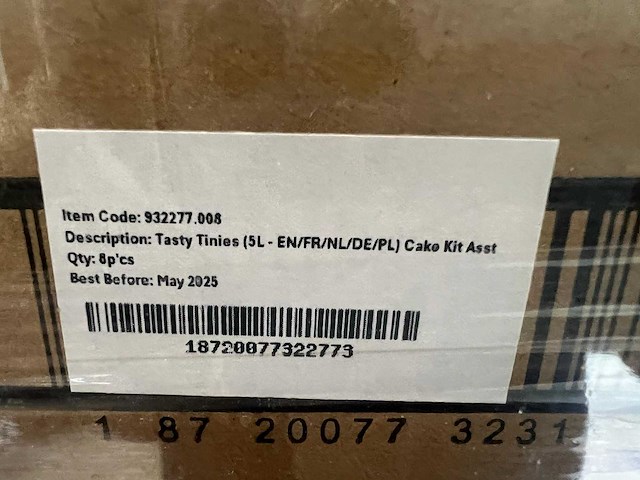 Item Code: 932277.008
Description: Tasty Tinies (5L - EN/FR/NL/DE/PL) Cake Kit Asst
Qty: 8p'cs
Best Before: May 2025
18720077322773
1 87 20077 3231